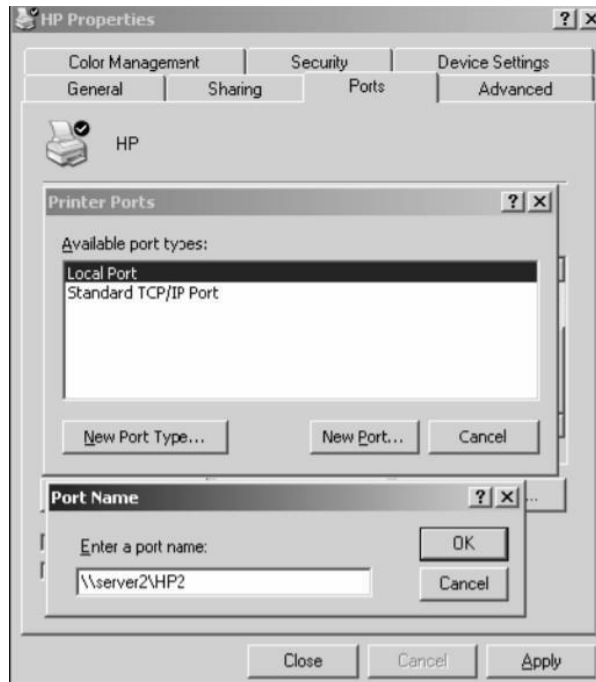 HP Properties
Color Management Security Device Settings
General Sharing Ports Advanced
HP
Printer Ports
Available port types:
Local Port
Standard TCP/IP Port
New Port Type... New Port... Cancel
...
Port Name
Enter a port name:
OK
\\server2\HP2
Cancel
Close Cancel Apply